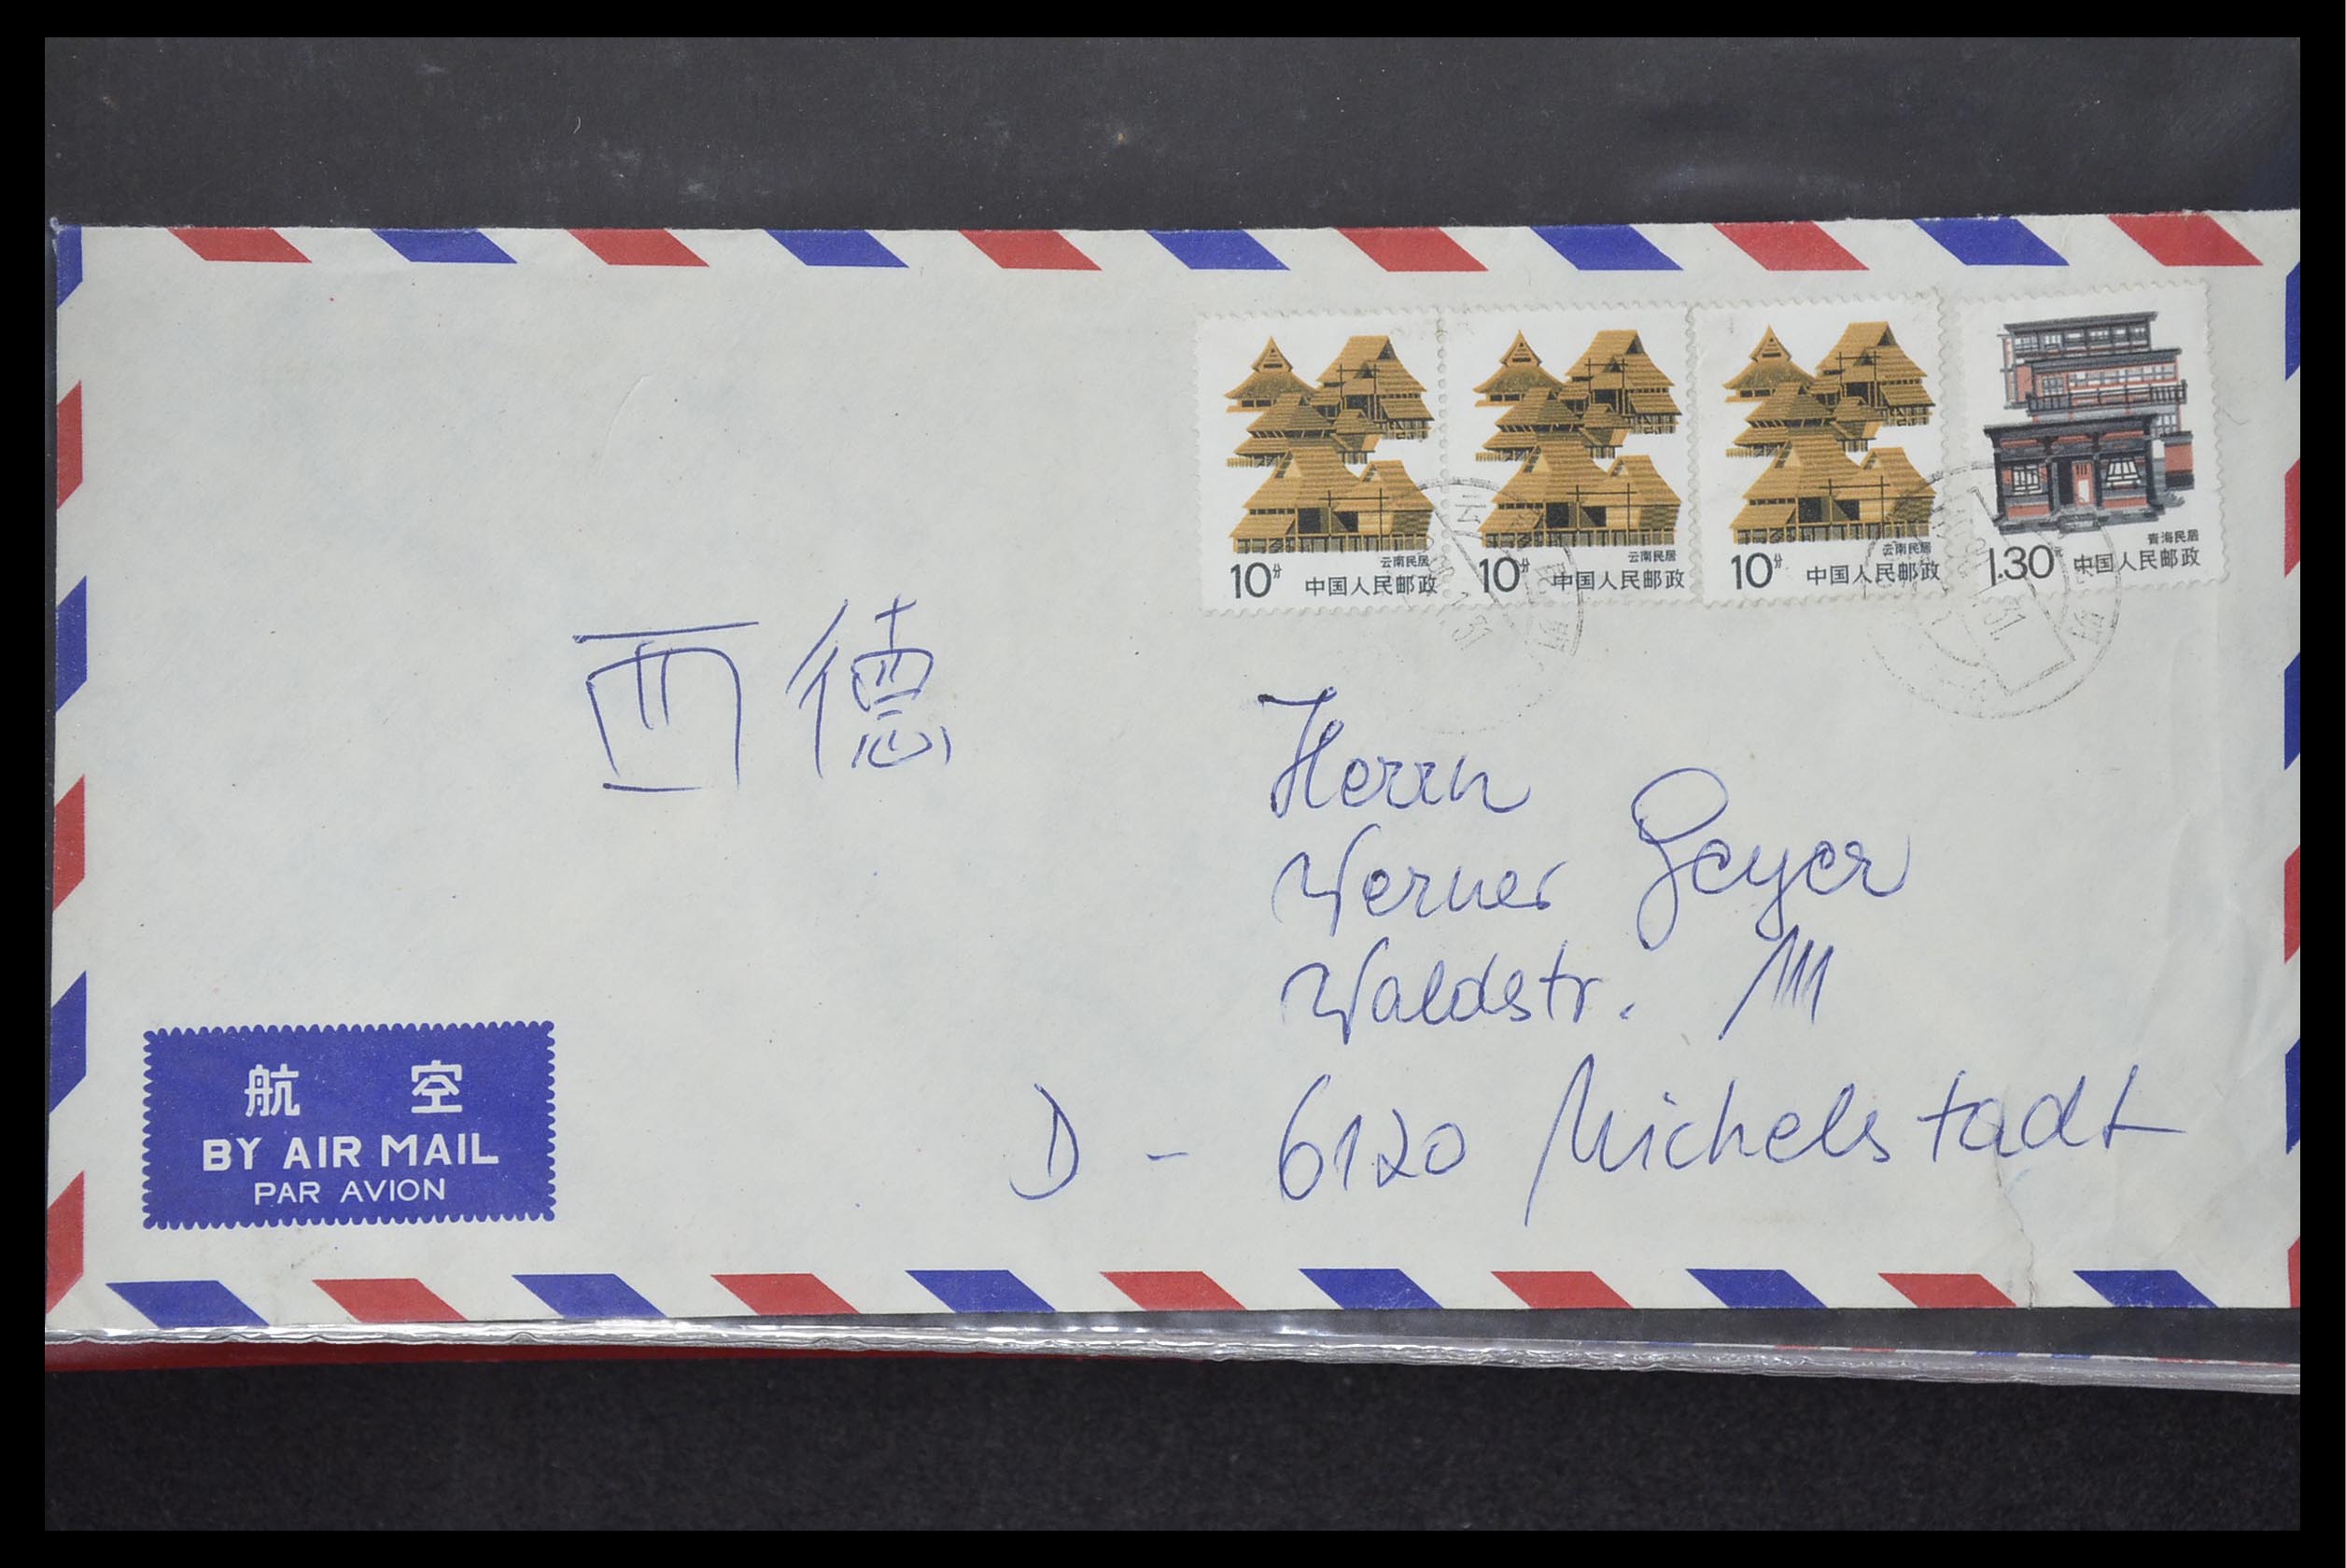 云南民居
10分 中国人民邮政
云南民居
10分 中国人民邮政
云南民居
10分 中国人民邮政
青海民居
1.30元 中国人民邮政
西德
Herrn
Werner Geyer
Waldstr. 111
D - 6120 Michelstadt
航 空
BY AIR MAIL
PAR AVION